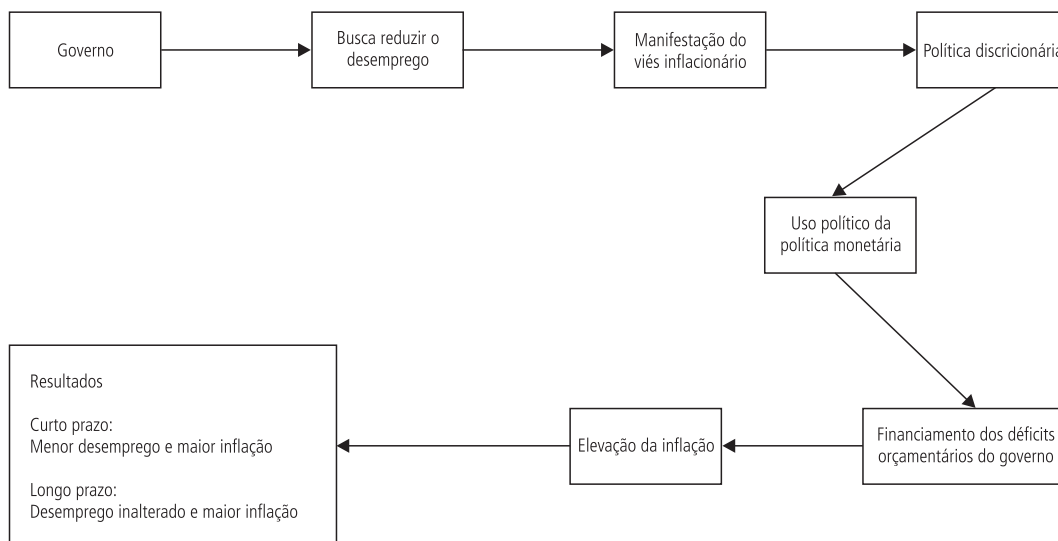 Governo
Busca reduzir o
desemprego
Manifestação do
viés inflacionário
Política discricionária
Uso político da
política monetária
Financiamento dos déficits
orçamentários do governo
Elevação da inflação
Resultados
Curto prazo:
Menor desemprego e maior inflação
Longo prazo:
Desemprego inalterado e maior inflação